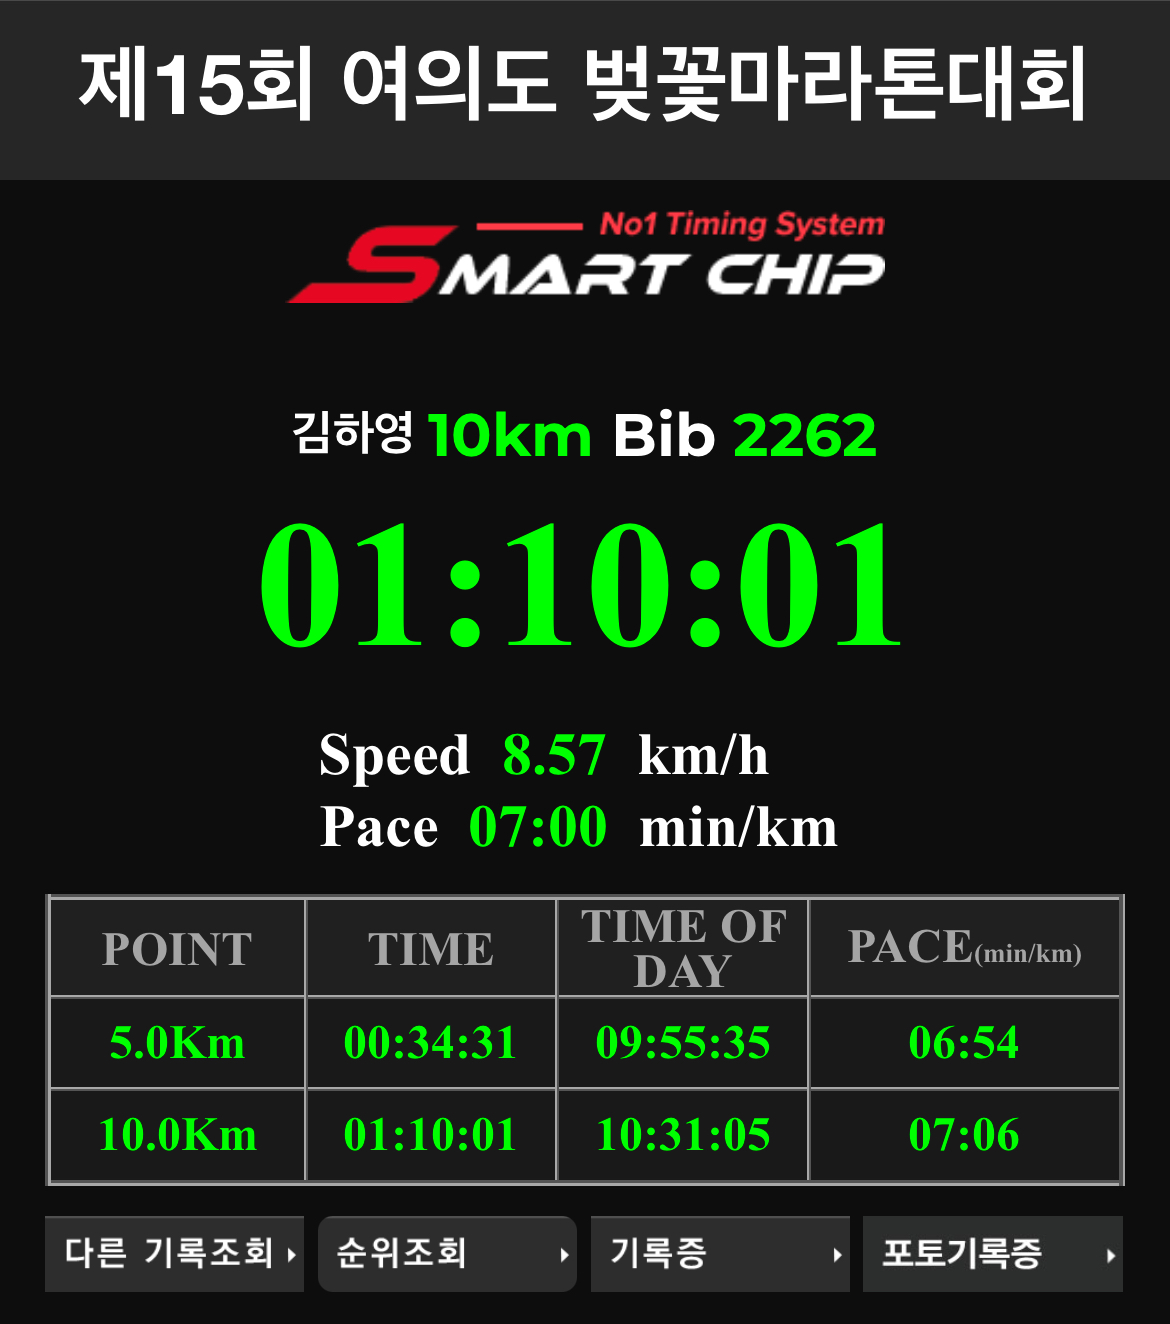 제15회 여의도 벚꽃마라톤대회
No1 Timing System
SMART CHIP
김하영 10km Bib 2262
01:10:01
Speed 8.57 km/h
Pace 07:00 min/km
POINT TIME TIME OF DAY PACE(min/km)
5.0Km 00:34:31 09:55:35 06:54
10.0Km 01:10:01 10:31:05 07:06
다른 기록조회 순위조회 기록증 포토기록증